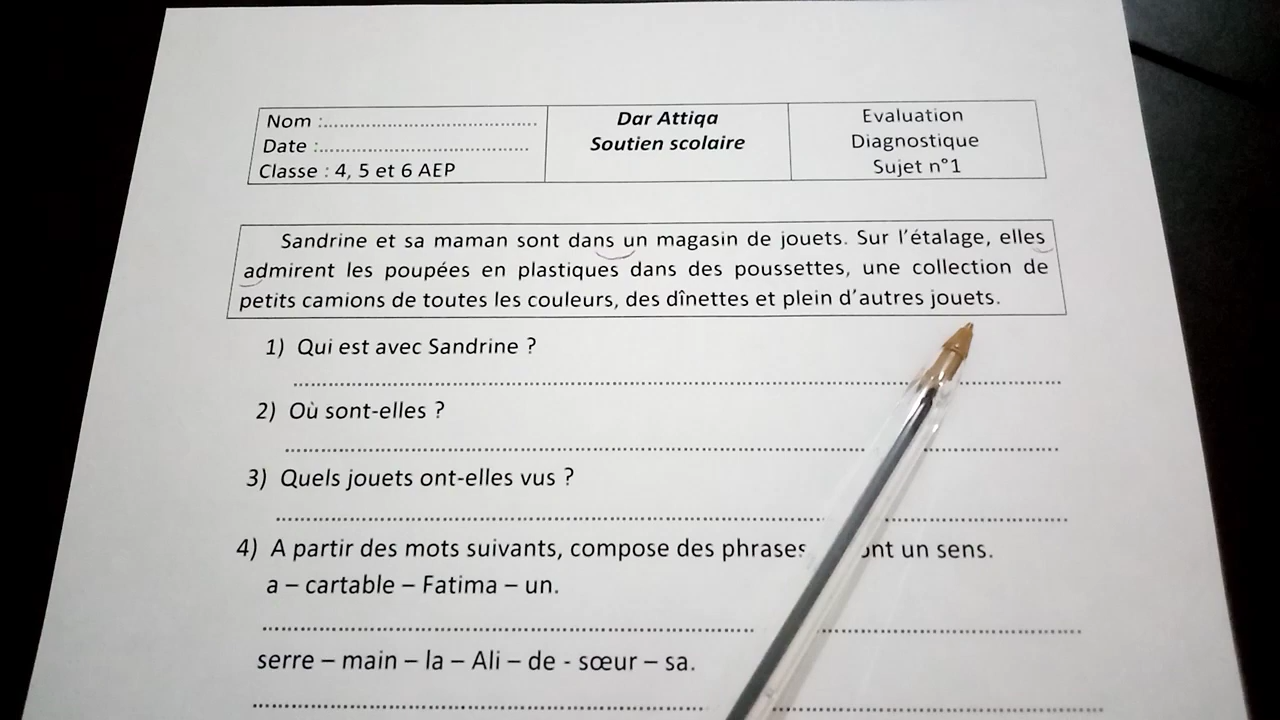 Nom :............................................
Date :...........................................
Classe : 4, 5 et 6 AEP
Dar Attiqa
Soutien scolaire
Evaluation
Diagnostique
Sujet n°1
Sandrine et sa maman sont dans un magasin de jouets. Sur l'étalage, elles
admirent les poupées en plastiques dans des poussettes, une collection de
petits camions de toutes les couleurs, des dînettes et plein d'autres jouets.
1) Qui est avec Sandrine ?
2) Où sont-elles ?
3) Quels jouets ont-elles vus ?
4) A partir des mots suivants, compose des phrases un sens.
a – cartable – Fatima – un.
serre – main – la – Ali – de - sœur – sa.